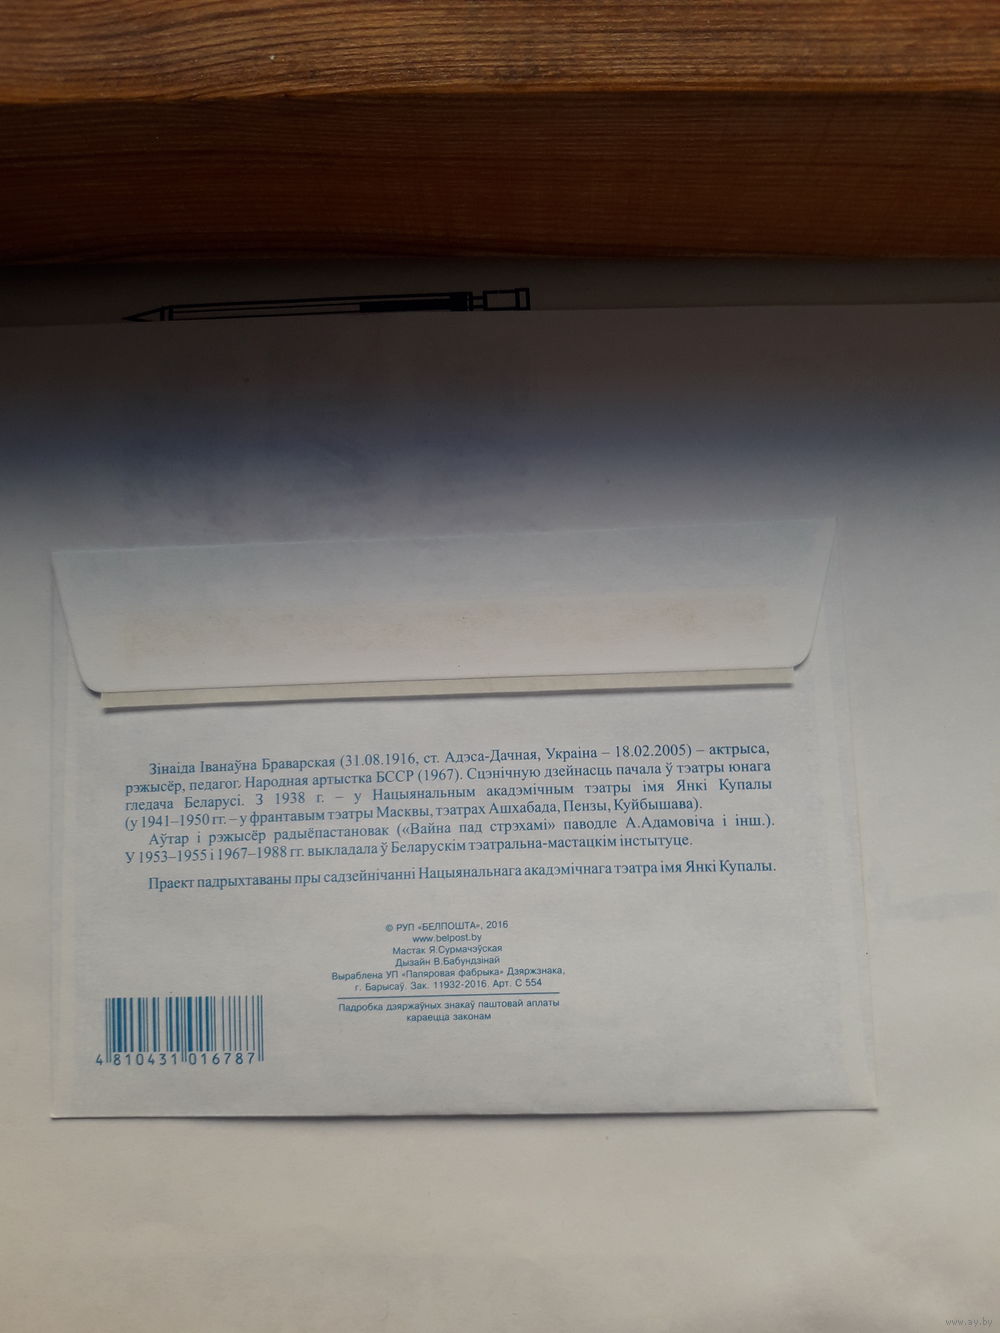 Зінаіда Іванаўна Браварская (31.08.1916, ст. Адэса-Дачная, Украіна – 18.02.2005) – актрыса,
рэжысёр, педагог. Народная артыстка БССР (1967). Сцэнічную дзейнасць пачала ў тэатры юнага
гледача Беларусі. З 1938 г. – у Нацыянальным акадэмічным тэатры імя Янкі Купалы
(у 1941–1950 гг. – у франтавым тэатры Масквы, тэатрах Ашхабада, Пензы, Куйбышава).
Аўтар і рэжысёр радыёпастановак («Вайна пад стрэхамі» паводле А.Адамовіча і інш.).
У 1953–1955 і 1967–1988 гг. выкладала ў Беларускім тэатральна-мастацкім інстытуце.
Праект падрыхтаваны пры садзейнічанні Нацыянальнага акадэмічнага тэатра імя Янкі Купалы.
© РУП «БЕЛПОШТА», 2016
www.belpost.by
Мастак Я.Сурмачэўская
Дызайн В.Бабундзінай
Выраблена УП «Папяровая фабрыка» Дзяржзнака,
г. Барысаў. Зак. 11932-2016. Арт. С 554
Падробка дзяржаўных знакаў паштовай аплаты
караецца законам
4 810431 016787
www.ay.by